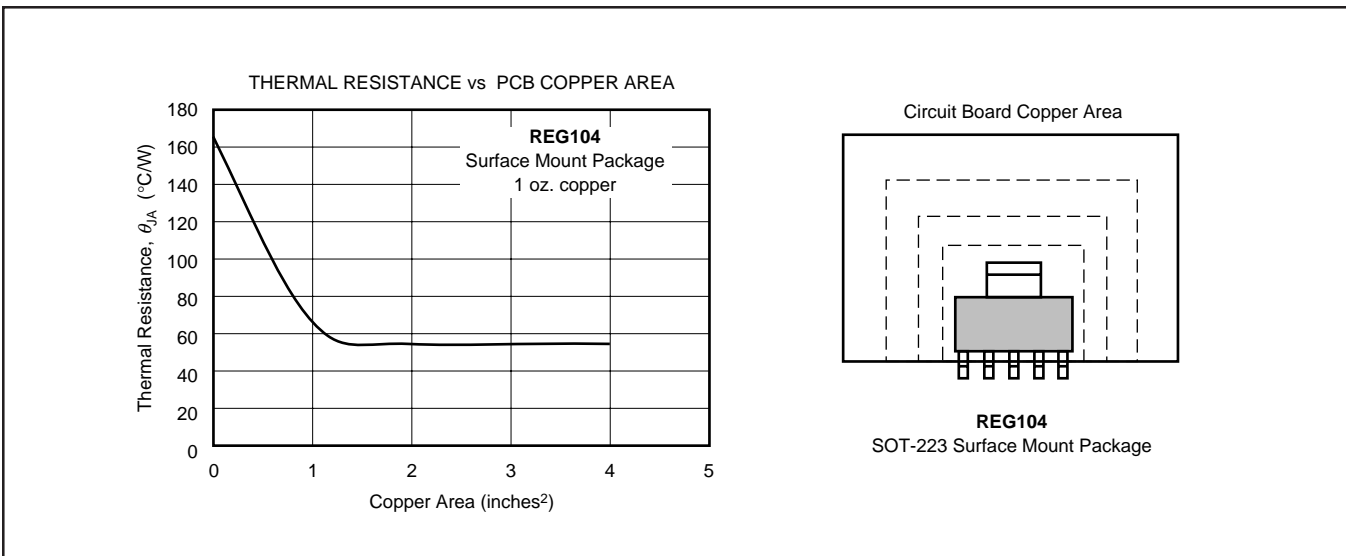 THERMAL RESISTANCE vs PCB COPPER AREA
180
160
140
120
100
80
60
40
20
0
Thermal Resistance, θJA (°C/W)
REG104
Surface Mount Package
1 oz. copper
0 1 2 3 4 5
Copper Area (inches²)
Circuit Board Copper Area
REG104
SOT-223 Surface Mount Package